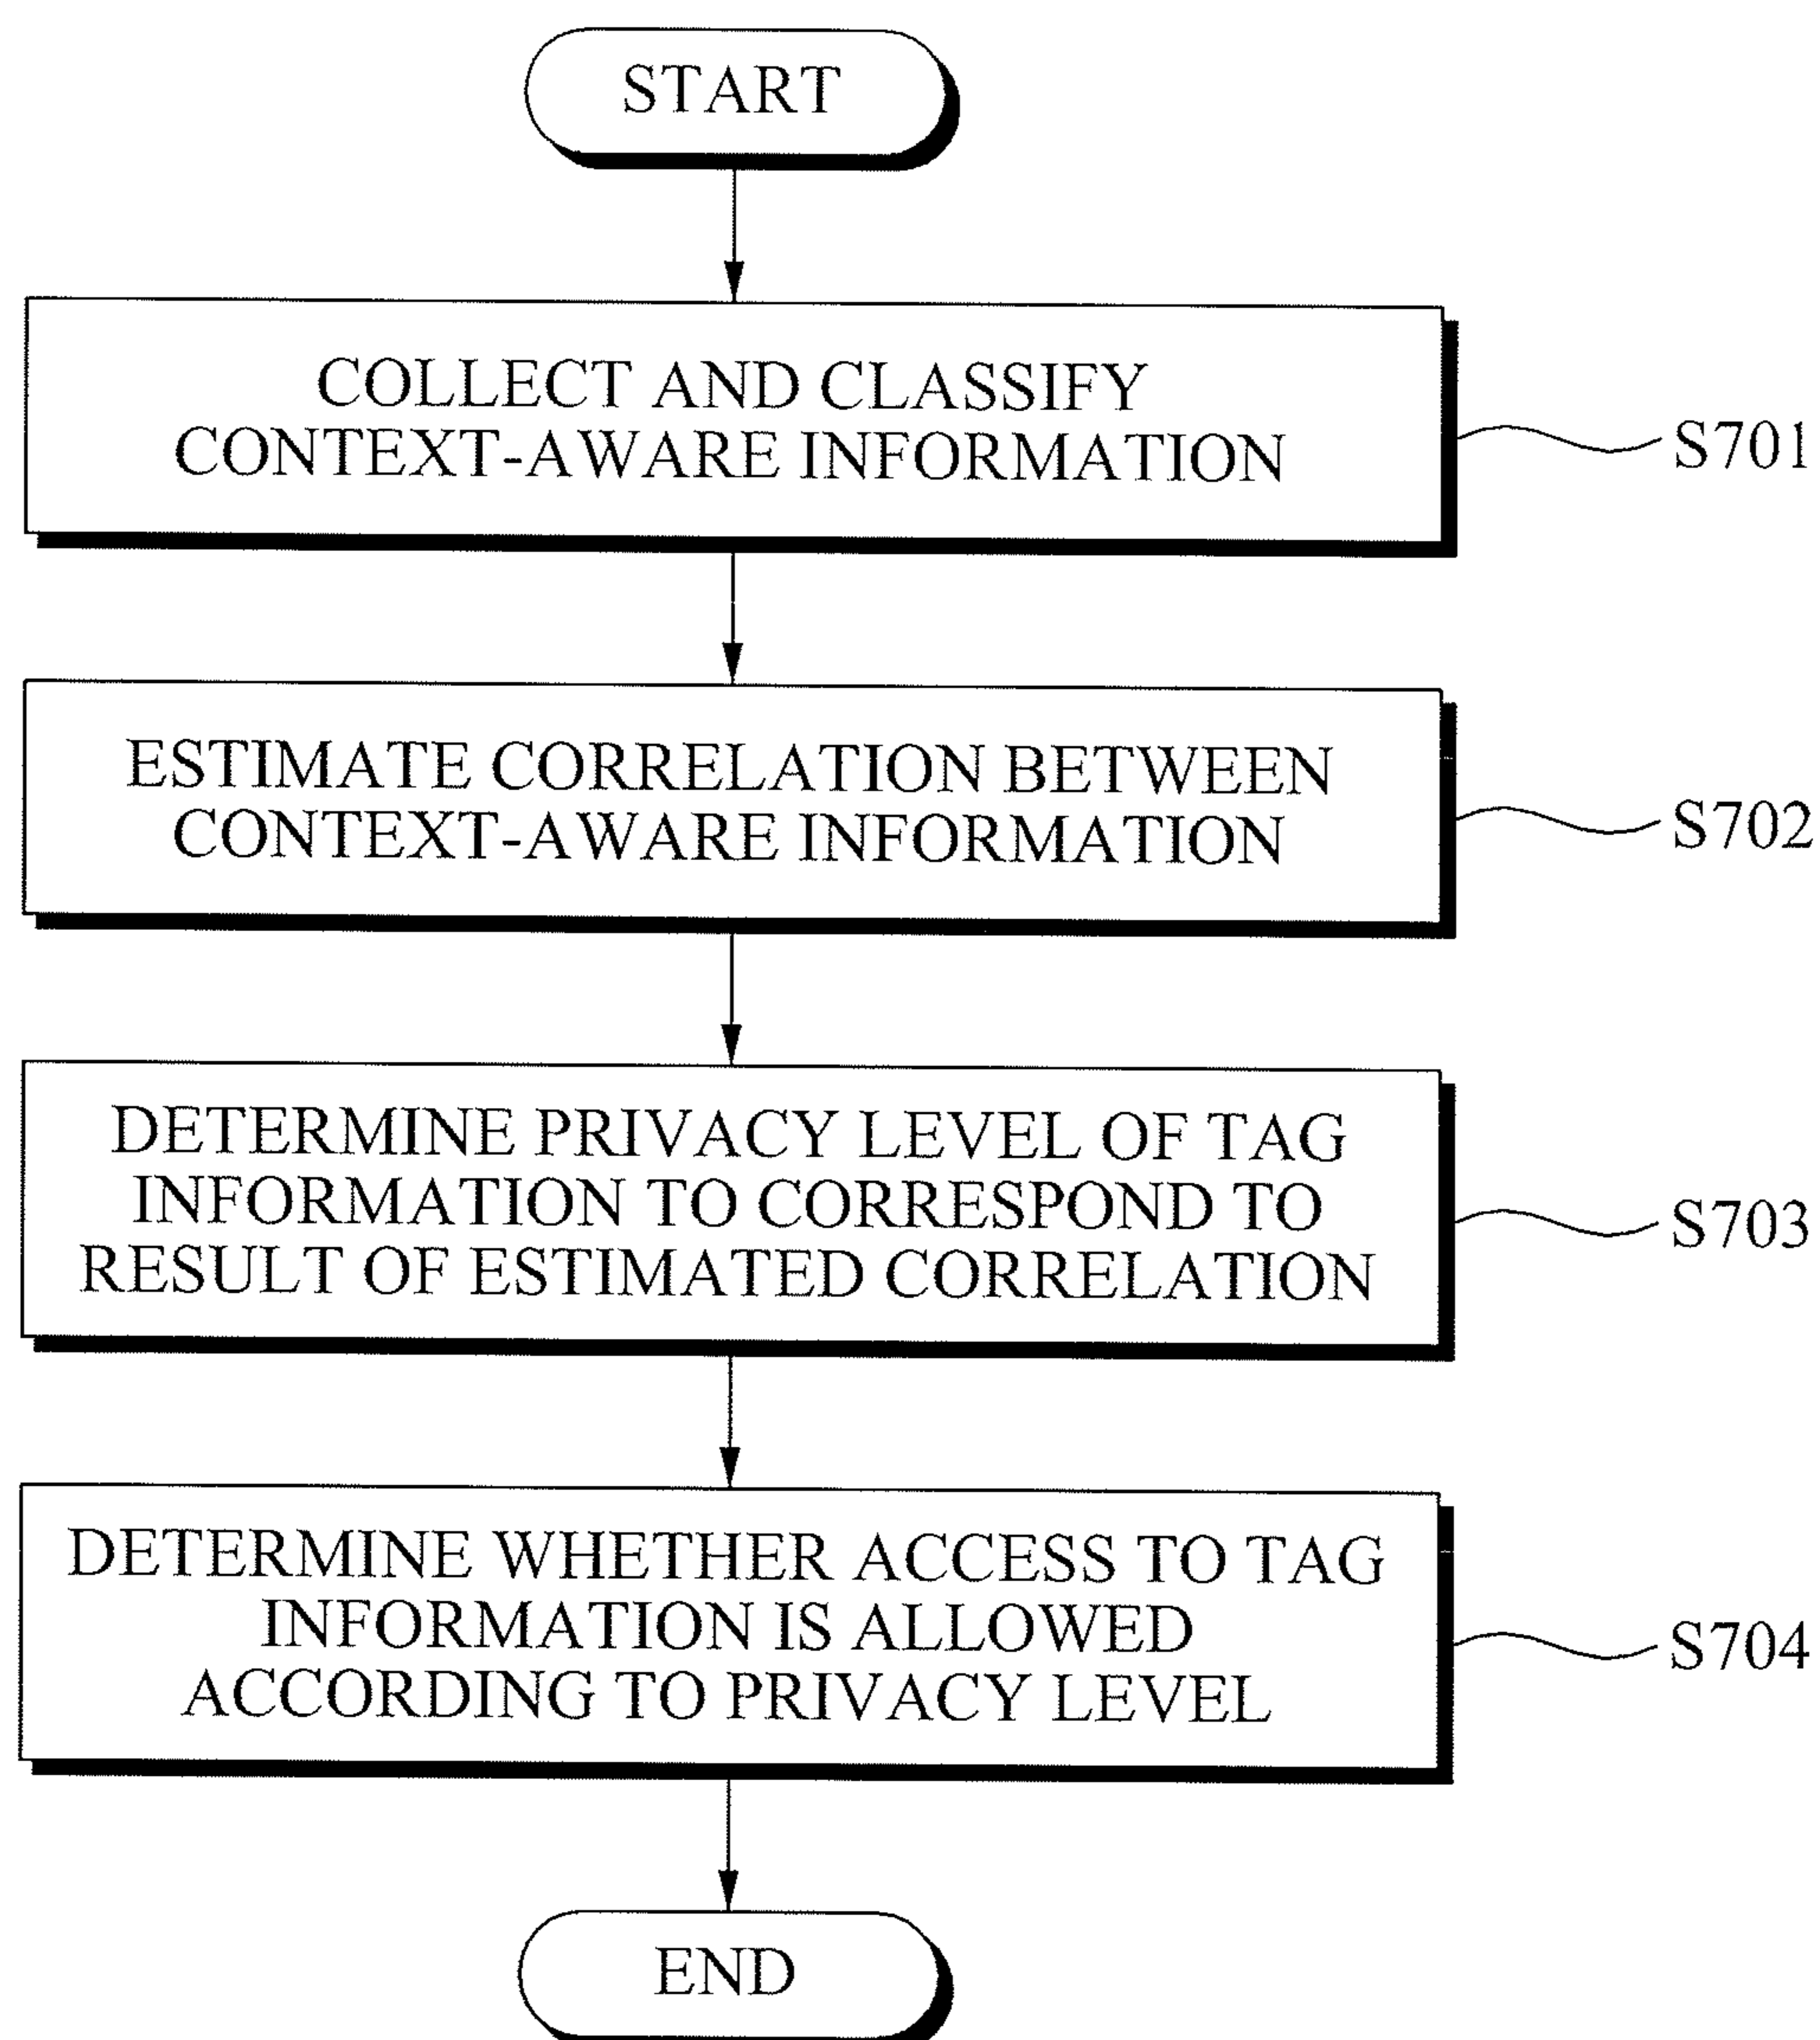 START
COLLECT AND CLASSIFY
CONTEXT-AWARE INFORMATION
S701
ESTIMATE CORRELATION BETWEEN
CONTEXT-AWARE INFORMATION
S702
DETERMINE PRIVACY LEVEL OF TAG
INFORMATION TO CORRESPOND TO
RESULT OF ESTIMATED CORRELATION
S703
DETERMINE WHETHER ACCESS TO TAG
INFORMATION IS ALLOWED
ACCORDING TO PRIVACY LEVEL
S704
END